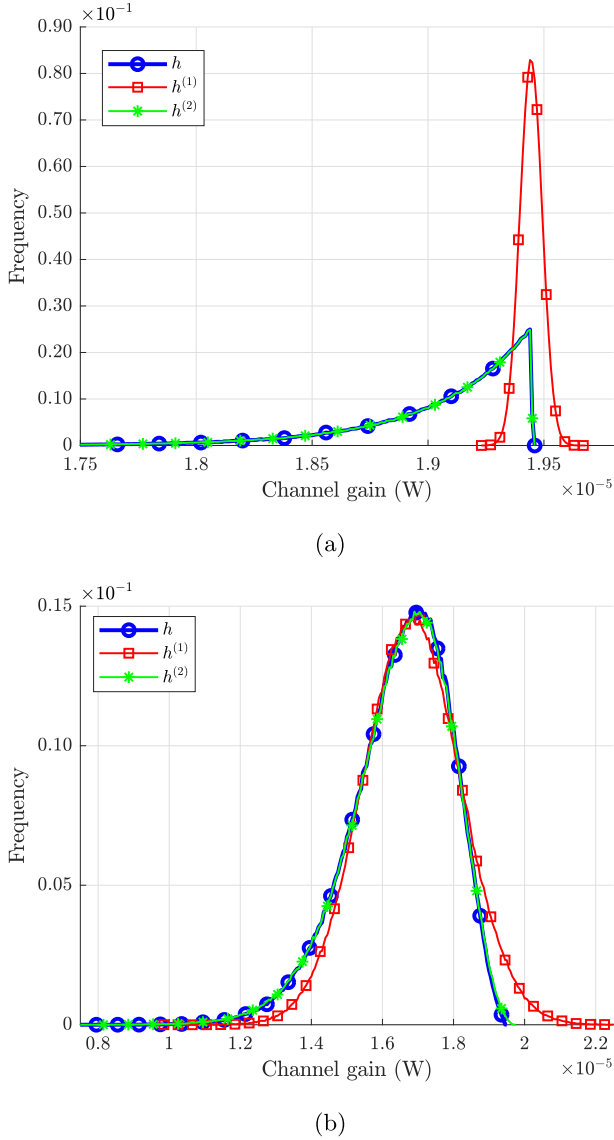 ×10⁻¹
0.90
0.80
0.70
0.60
0.50
0.40
0.30
0.20
0.10
0
Frequency
h
h⁽¹⁾
h⁽²⁾
1.75 1.8 1.85 1.9 1.95
Channel gain (W) ×10⁻⁵
(a)
×10⁻¹
0.15
0.10
0.05
0
Frequency
h
h⁽¹⁾
h⁽²⁾
0.8 1 1.2 1.4 1.6 1.8 2 2.2
Channel gain (W) ×10⁻⁵
(b)